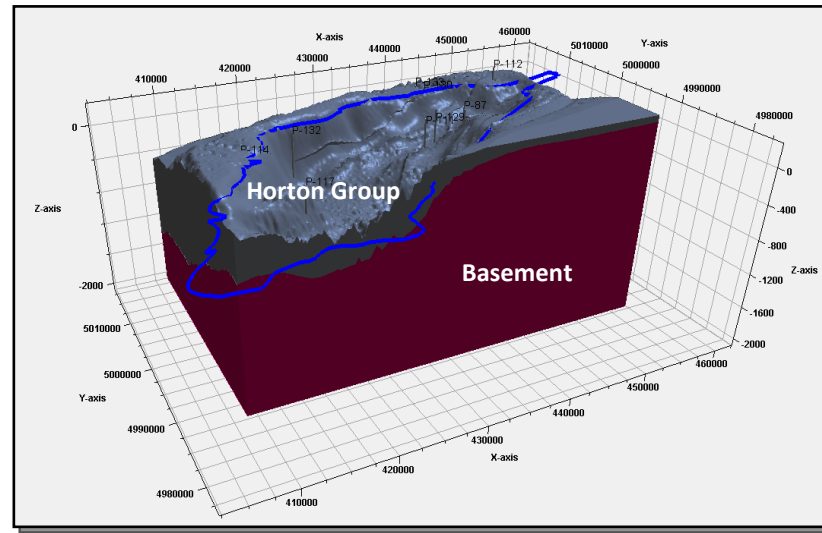 X-axis
410000
420000
430000
440000
450000
460000
Y-axis
5010000
5000000
4990000
4980000
0
Z-axis
-2000
P-112
P-87
P-129
P-132
P-114
P-117
Horton Group
Basement
0
-400
-800
-1200
-1600
-2000
Z-axis
5010000
5000000
4990000
4980000
Y-axis
410000
420000
430000
440000
450000
460000
X-axis